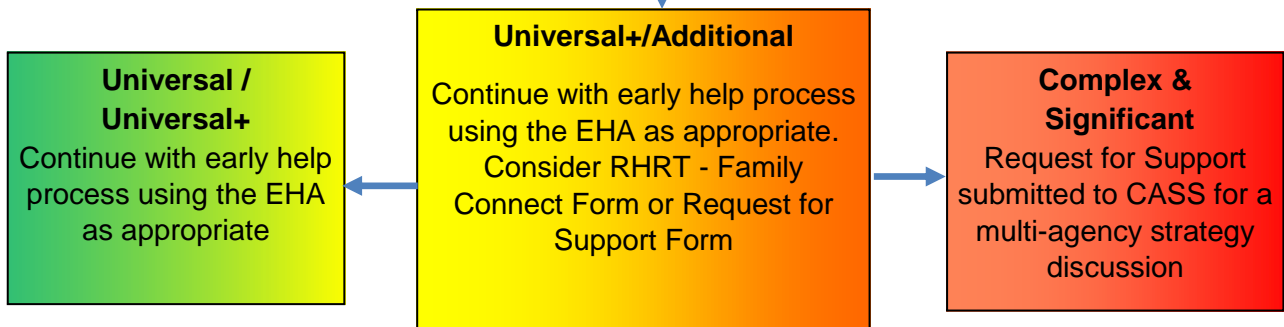 Universal /
Universal+
Continue with early help
process using the EHA
as appropriate
Universal+/Additional
Continue with early help process
using the EHA as appropriate.
Consider RHRT - Family
Connect Form or Request for
Support Form
Complex &
Significant
Request for Support
submitted to CASS for a
multi-agency strategy
discussion